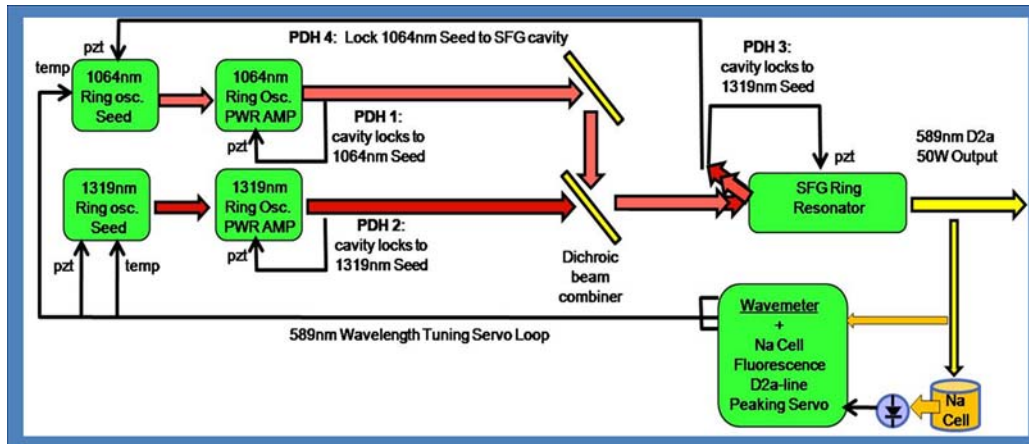 PDH 4: Lock 1064nm Seed to SFG cavity
pzt
temp
1064nm
Ring osc.
Seed
1064nm
Ring Osc.
PWR AMP
pzt
PDH 1:
cavity locks to
1064nm Seed
PDH 3:
cavity locks to
1319nm Seed
pzt
589nm D2a
50W Output
SFG Ring
Resonator
1319nm
Ring osc.
Seed
pzt
temp
1319nm
Ring Osc.
PWR AMP
pzt
PDH 2:
cavity locks to
1319nm Seed
Dichroic
beam
combiner
589nm Wavelength Tuning Servo Loop
Wavemeter
+
Na Cell
Fluorescence
D2a-line
Peaking Servo
Na
Cell